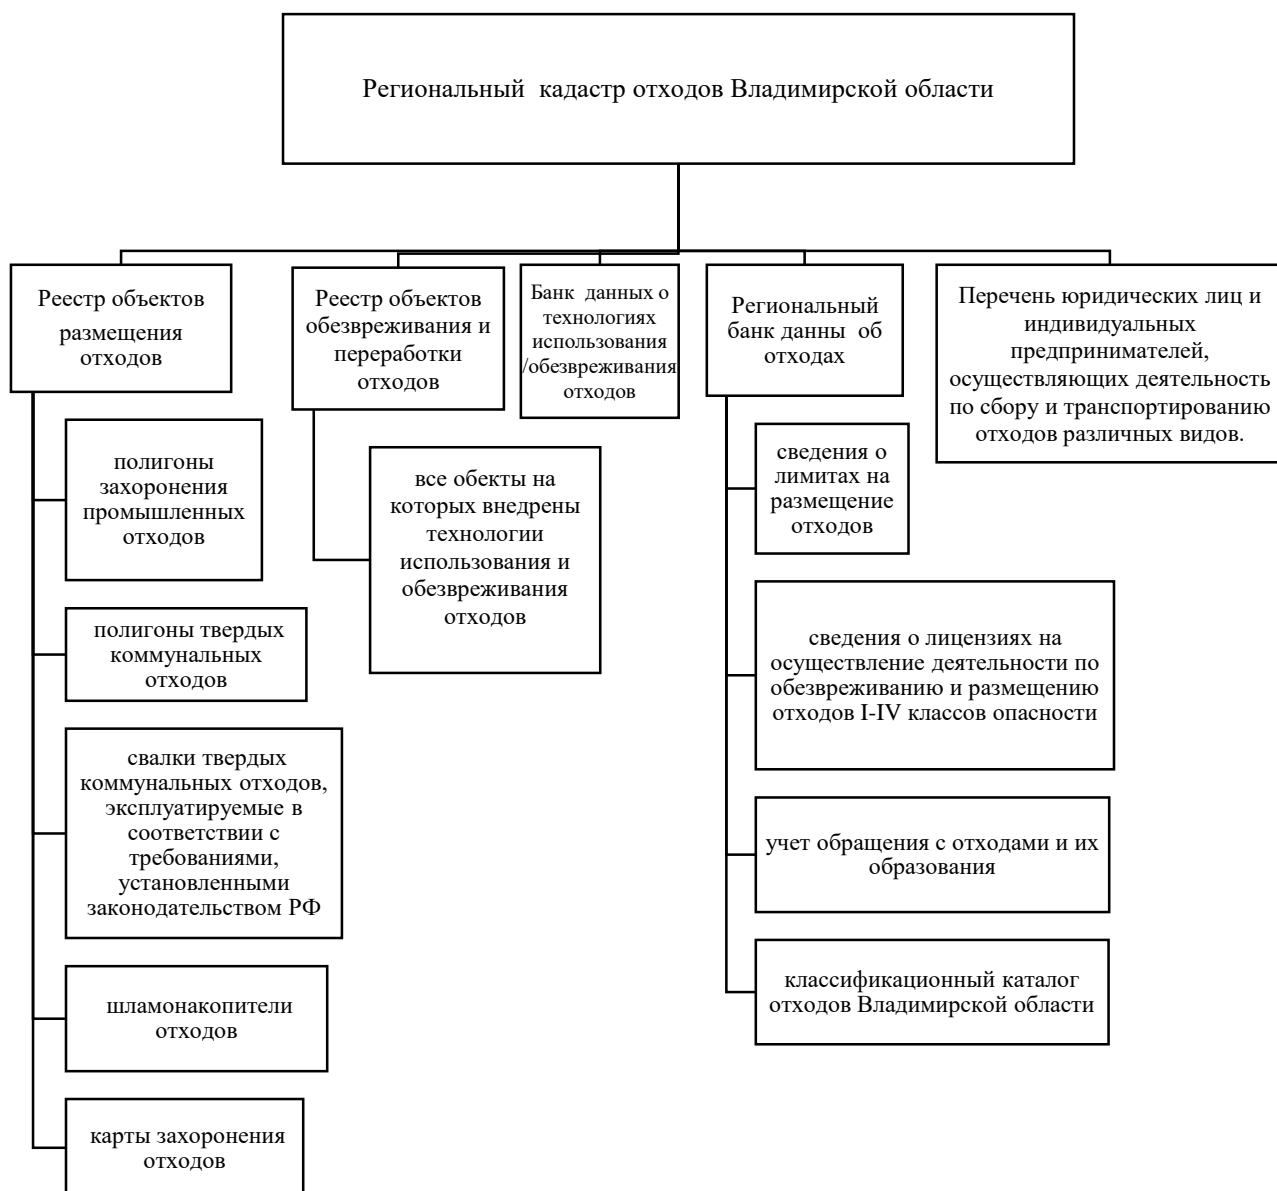 Региональный кадастр отходов Владимирской области
Реестр объектов
размещения
отходов
полигоны
захоронения
промышленных
отходов
полигоны твердых
коммунальных
отходов
свалки твердых
коммунальных отходов,
эксплуатируемые в
соответствии с
требованиями,
установленными
законодательством РФ
шламонакопители
отходов
карты захоронения
отходов
Реестр объектов
обезвреживания и
переработки
отходов
все обекты на
которых внедрены
технологии
использования и
обезвреживания
отходов
Банк данных о
технологиях
использования
/обезвреживания
отходов
Региональный
банк данны об
отходах
сведения о
лимитах на
размещение
отходов
сведения о лицензиях на
осуществление деятельности по
обезвреживанию и размещению
отходов I-IV классов опасности
учет обращения с отходами и их
образования
классификационный каталог
отходов Владимирской области
Перечень юридических лиц и
индивидуальных
предпринимателей,
осуществляющих деятельность
по сбору и транспортированию
отходов различных видов.